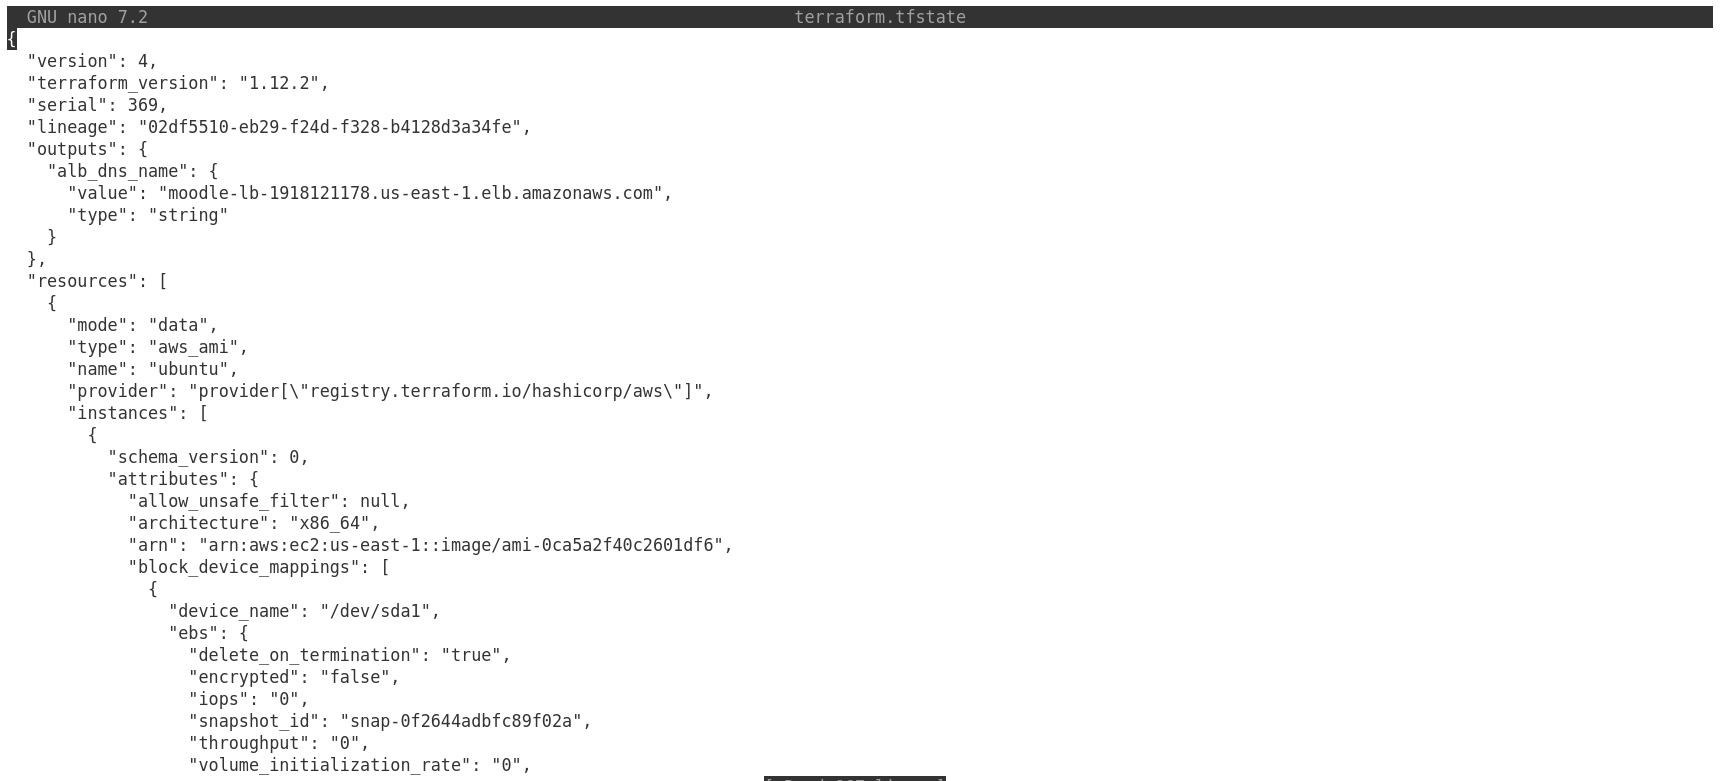 GNU nano 7.2 terraform.tfstate
{
  "version": 4,
  "terraform_version": "1.12.2",
  "serial": 369,
  "lineage": "02df5510-eb29-f24d-f328-b4128d3a34fe",
  "outputs": {
    "alb_dns_name": {
      "value": "moodle-lb-1918121178.us-east-1.elb.amazonaws.com",
      "type": "string"
    }
  },
  "resources": [
    {
      "mode": "data",
      "type": "aws_ami",
      "name": "ubuntu",
      "provider": "provider[\"registry.terraform.io/hashicorp/aws\"]",
      "instances": [
        {
          "schema_version": 0,
          "attributes": {
            "allow_unsafe_filter": null,
            "architecture": "x86_64",
            "arn": "arn:aws:ec2:us-east-1::image/ami-0ca5a2f40c2601df6",
            "block_device_mappings": [
              {
                "device_name": "/dev/sda1",
                "ebs": {
                  "delete_on_termination": "true",
                  "encrypted": "false",
                  "iops": "0",
                  "snapshot_id": "snap-0f2644adbfc89f02a",
                  "throughput": "0",
                  "volume_initialization_rate": "0",